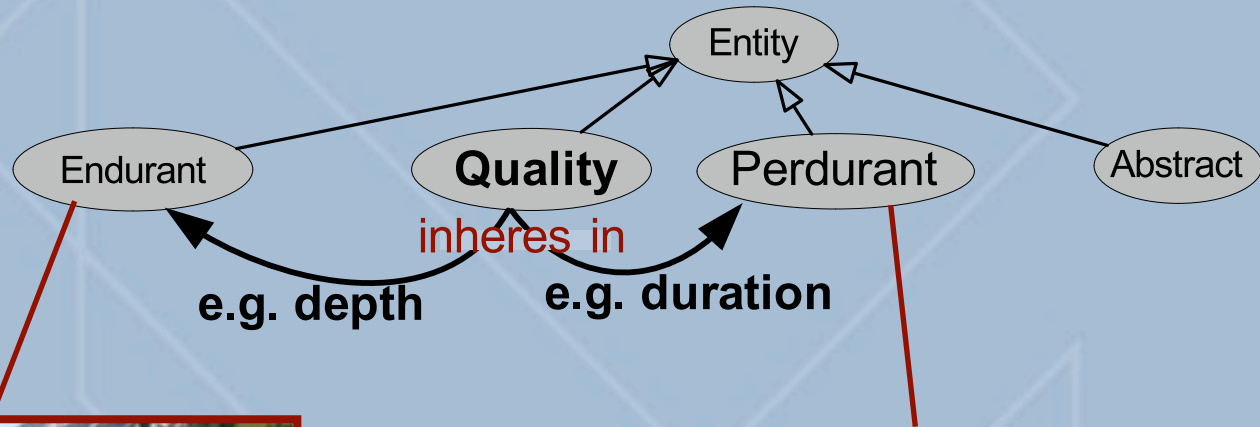 Entity
Endurant
Quality
Perdurant
Abstract
inheres in
e.g. depth
e.g. duration